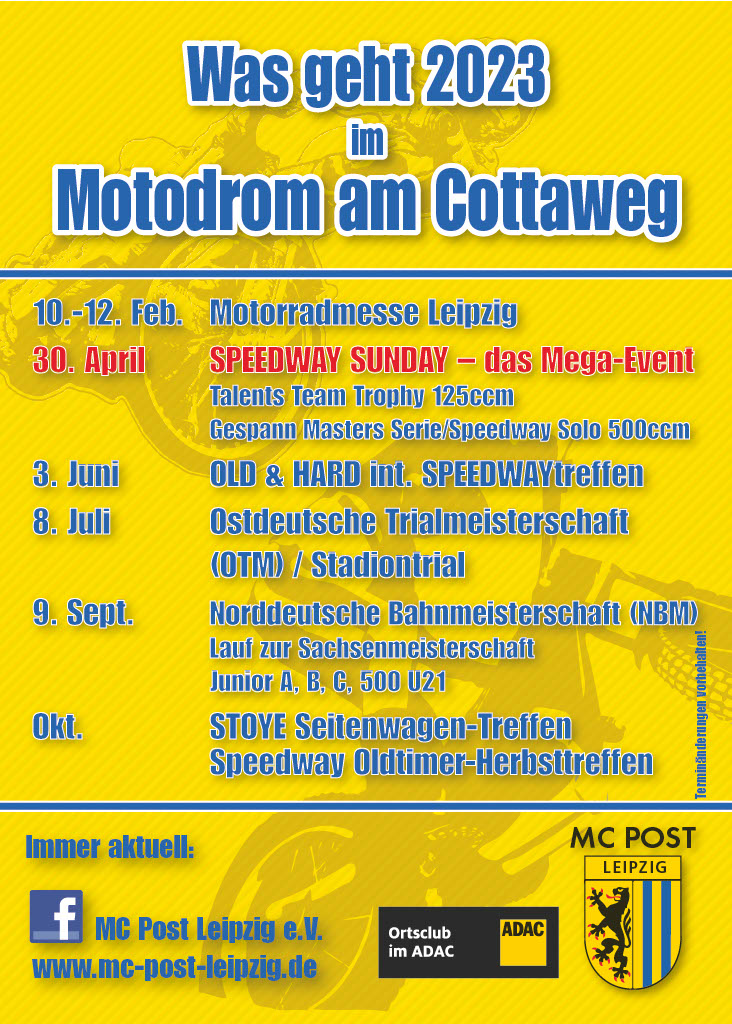 Was geht 2023
im
Motodrom am Cottaweg
10.-12. Feb. Motorradmesse Leipzig
30. April SPEEDWAY SUNDAY – das Mega-Event
Talents Team Trophy 125ccm
Gespann Masters Serie/Speedway Solo 500ccm
3. Juni OLD & HARD int. SPEEDWAYtreffen
8. Juli Ostdeutsche Trialmeisterschaft
(OTM) / Stadiontrial
9. Sept. Norddeutsche Bahnmeisterschaft (NBM)
Lauf zur Sachsenmeisterschaft
Junior A, B, C, 500 U21
Okt. STOYE Seitenwagen-Treffen
Speedway Oldtimer-Herbsttreffen
Terminänderungen vorbehalten!
Immer aktuell:
f MC Post Leipzig e.V.
www.mc-post-leipzig.de
Ortsclub
im ADAC
ADAC
MC POST
LEIPZIG